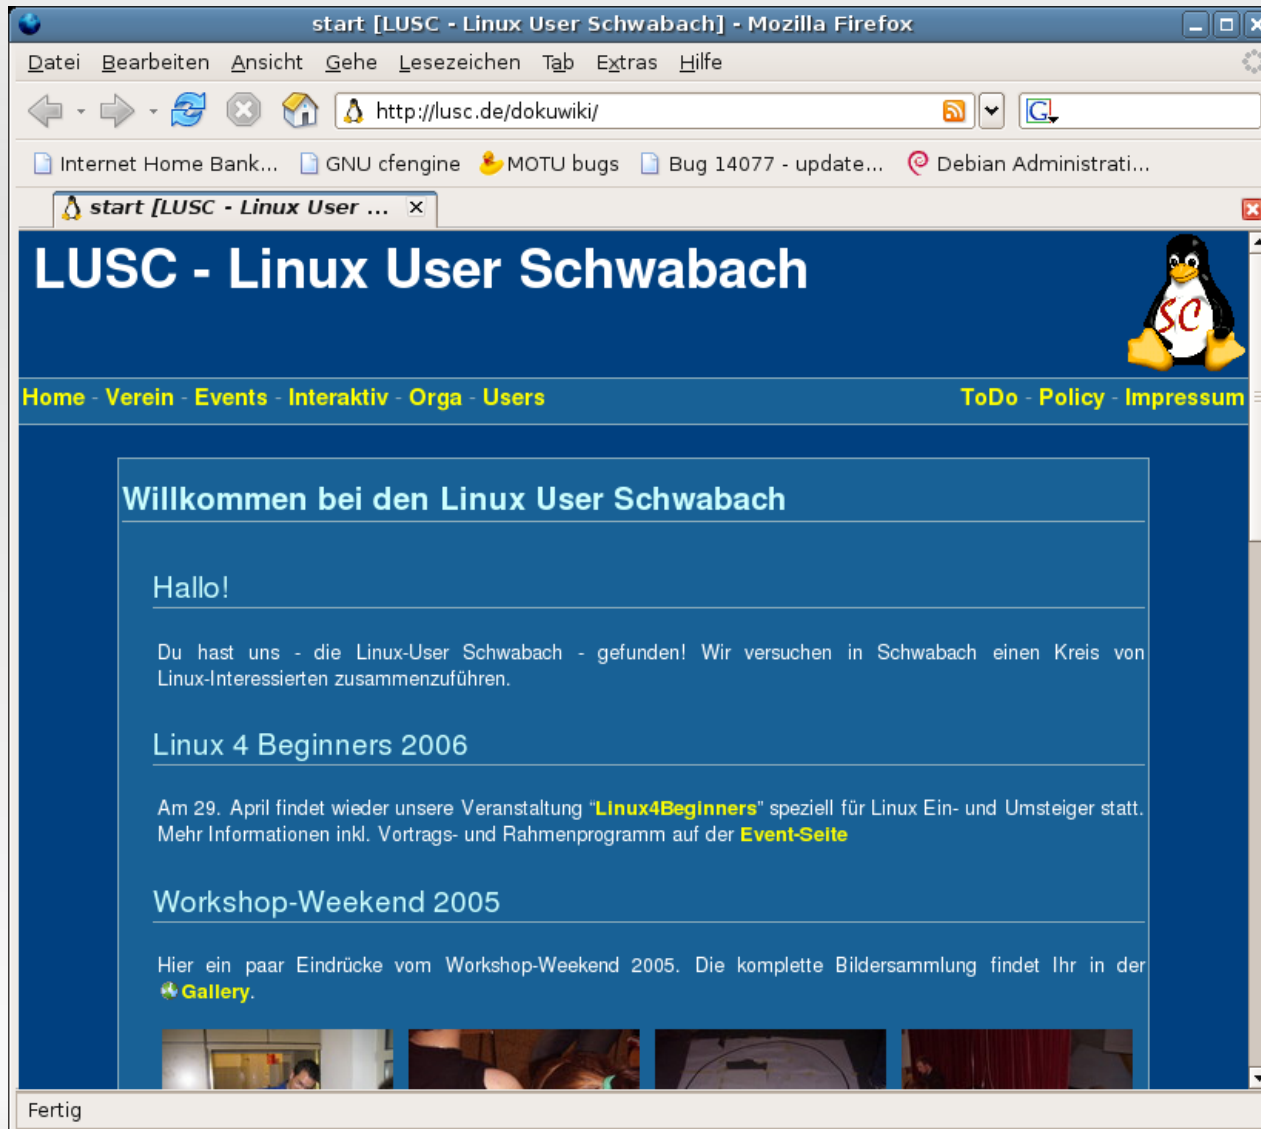 start [LUSC - Linux User Schwabach] - Mozilla Firefox
Datei Bearbeiten Ansicht Gehe Lesezeichen Tab Extras Hilfe
http://lusc.de/dokuwiki/
G
Internet Home Bank... GNU cfengine MOTU bugs Bug 14077 - update... Debian Administrati...
start [LUSC - Linux User ...
LUSC - Linux User Schwabach
SC
Home - Verein - Events - Interaktiv - Orga - Users ToDo - Policy - Impressum
Willkommen bei den Linux User Schwabach
Hallo!
Du hast uns - die Linux-User Schwabach - gefunden! Wir versuchen in Schwabach einen Kreis von
Linux-Interessierten zusammenzuführen.
Linux 4 Beginners 2006
Am 29. April findet wieder unsere Veranstaltung “Linux4Beginners” speziell für Linux Ein- und Umsteiger statt.
Mehr Informationen inkl. Vortrags- und Rahmenprogramm auf der Event-Seite
Workshop-Weekend 2005
Hier ein paar Eindrücke vom Workshop-Weekend 2005. Die komplette Bildersammlung findet Ihr in der
Gallery.
Fertig